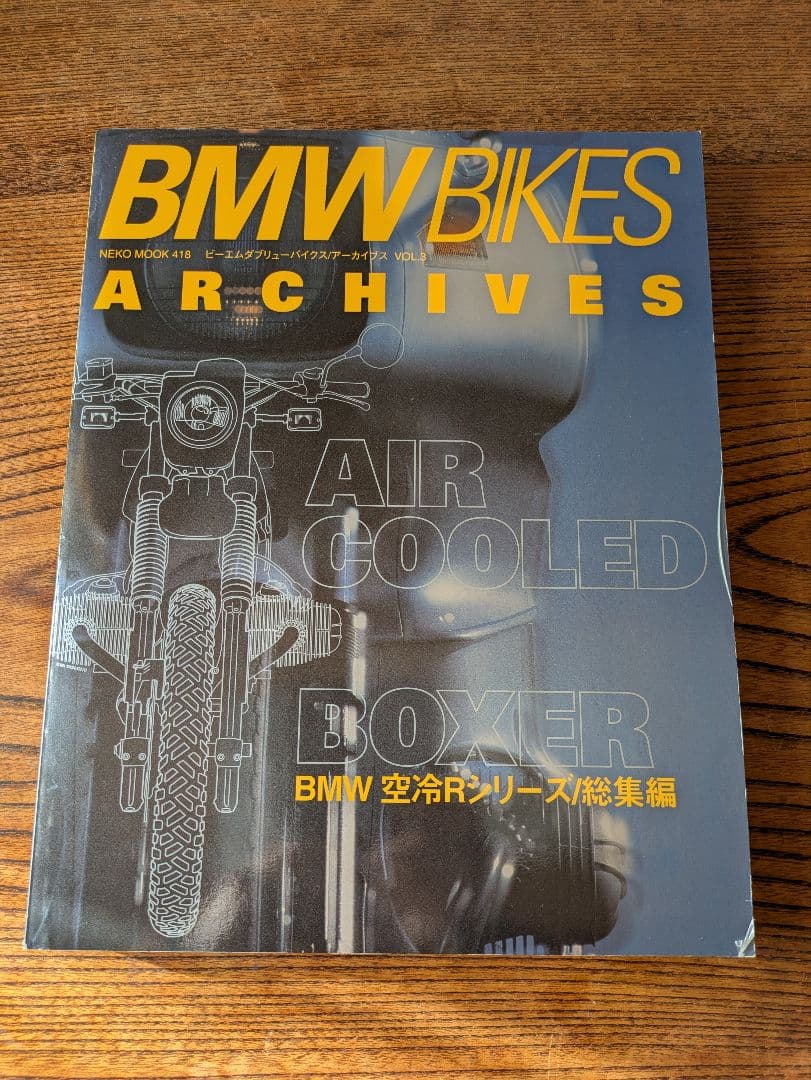 BMW BIKES
NEKO MOOK 418 ビーエムダブリューバイクス/アーカイブス VOL.3
ARCHIVES
AIR
COOLED
BOXER
BMW 空冷Rシリーズ/総集編